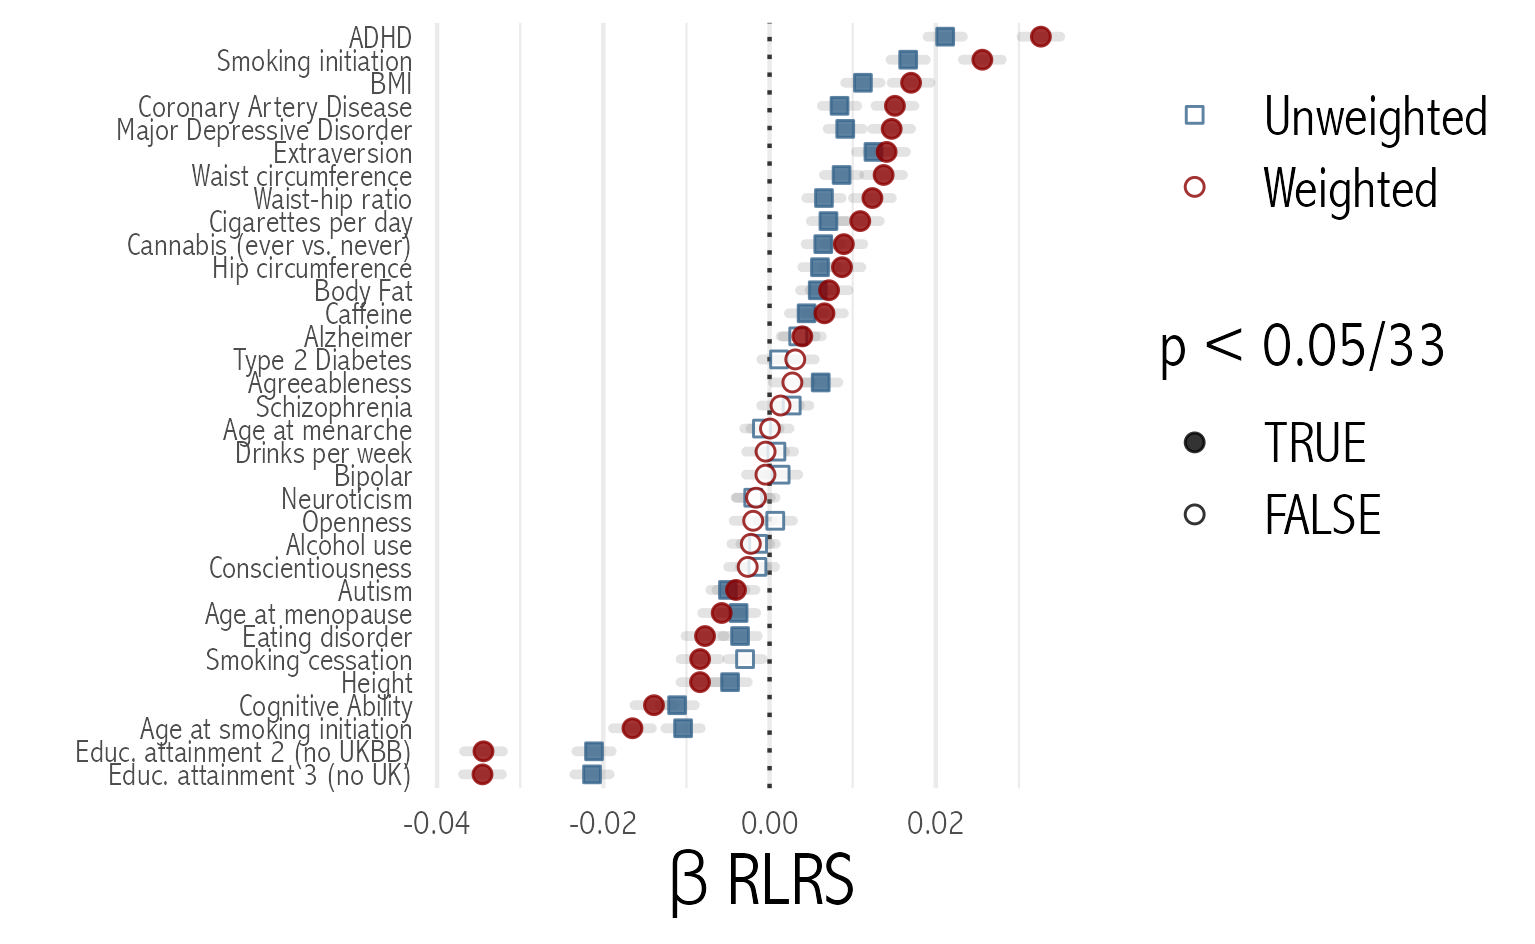 ADHD
Smoking initiation
BMI
Coronary Artery Disease
Major Depressive Disorder
Extraversion
Waist circumference
Waist-hip ratio
Cigarettes per day
Cannabis (ever vs. never)
Hip circumference
Body Fat
Caffeine
Alzheimer
Type 2 Diabetes
Agreeableness
Schizophrenia
Age at menarche
Drinks per week
Bipolar
Neuroticism
Openness
Alcohol use
Conscientiousness
Autism
Age at menopause
Eating disorder
Smoking cessation
Height
Cognitive Ability
Age at smoking initiation
Educ. attainment 2 (no UKBB)
Educ. attainment 3 (no UK)
-0.04 -0.02 0.00 0.02
β RLRS
Unweighted
Weighted
p < 0.05/33
TRUE
FALSE